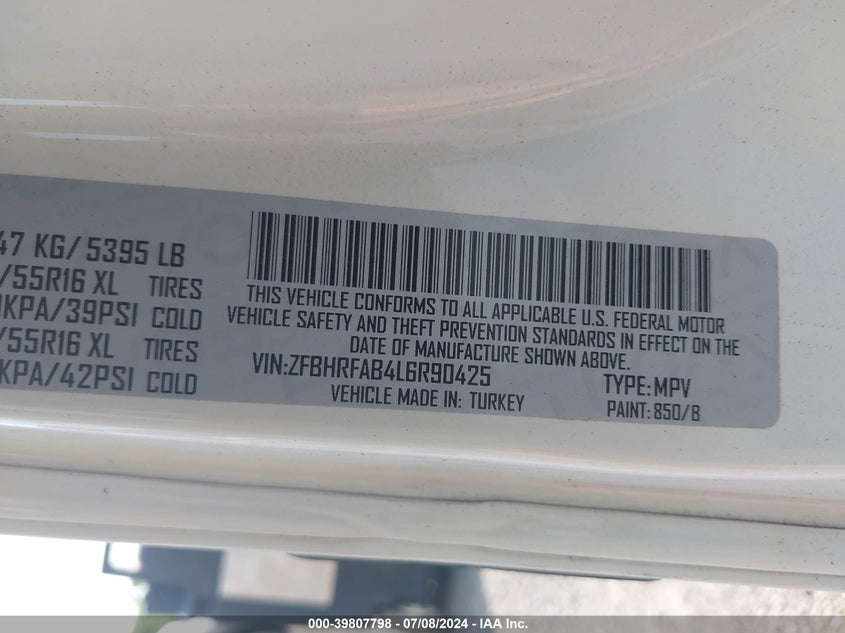 47 KG/ 5395 LB
/55R16 XL TIRES
KPA/39PSI COLD
/55R16 XL TIRES
KPA/42PSI COLD
THIS VEHICLE CONFORMS TO ALL APPLICABLE U.S. FEDERAL MOTOR
VEHICLE SAFETY AND THEFT PREVENTION STANDARDS IN EFFECT ON THE
DATE OF MANUFACTURE SHOWN ABOVE.
VIN:ZFBHRFAB4L6R90425 TYPE:MPV
VEHICLE MADE IN: TURKEY PAINT: 850/B
000-39807798 - 07/08/2024 - IAA Inc.